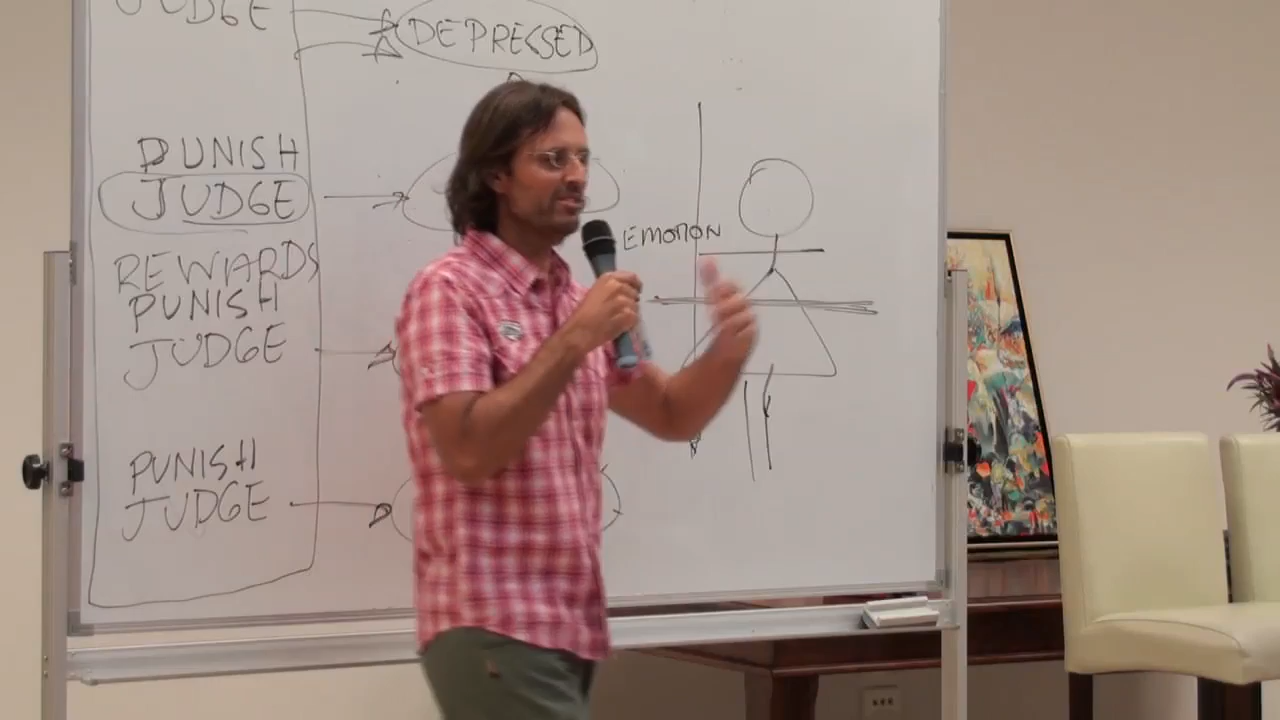 JUDGE
DEPRESSED
PUNISH
JUDGE
EMOTION
REWARDS
PUNISH
JUDGE
PUNISH
JUDGE